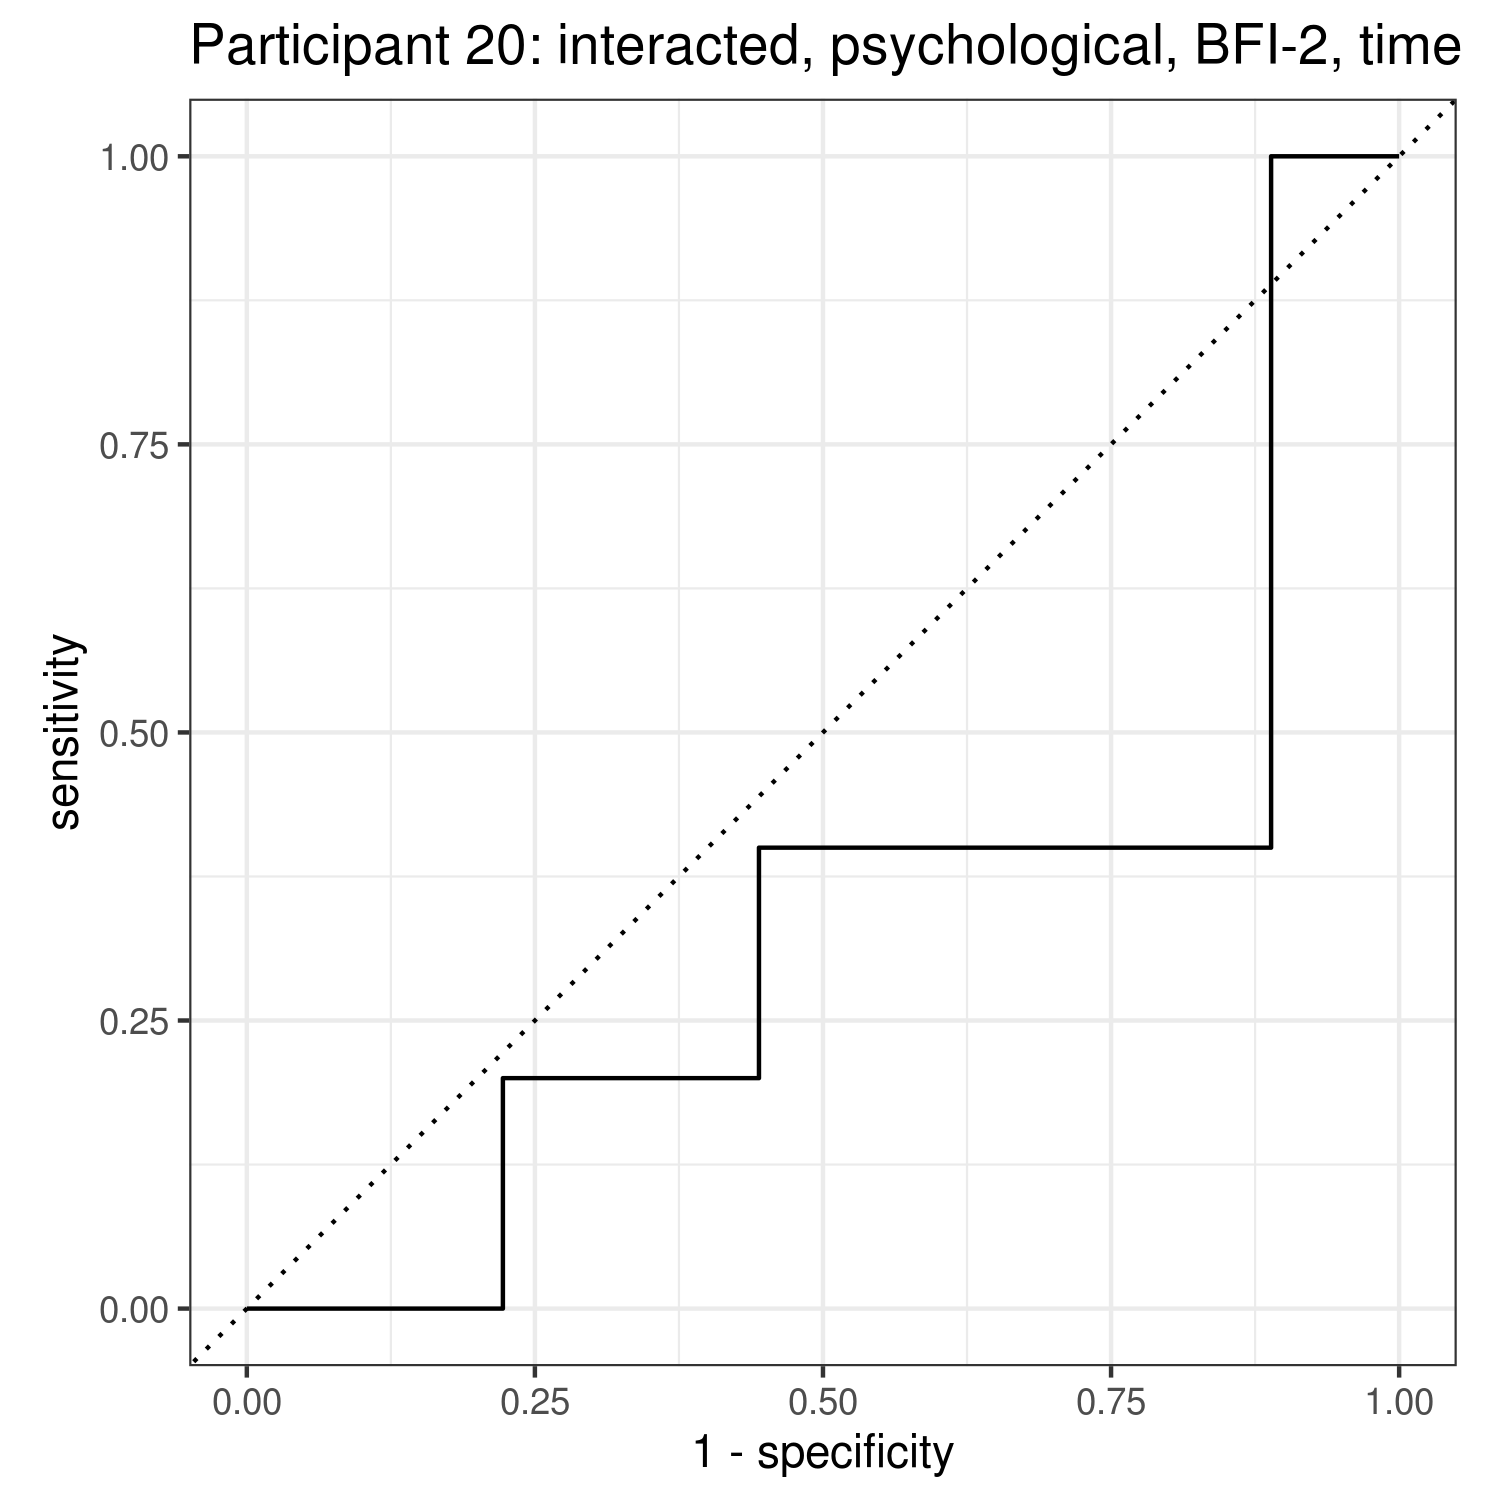 Participant 20: interacted, psychological, BFI-2, time
1.00
0.75
0.50
0.25
0.00
sensitivity
0.00 0.25 0.50 0.75 1.00
1 - specificity